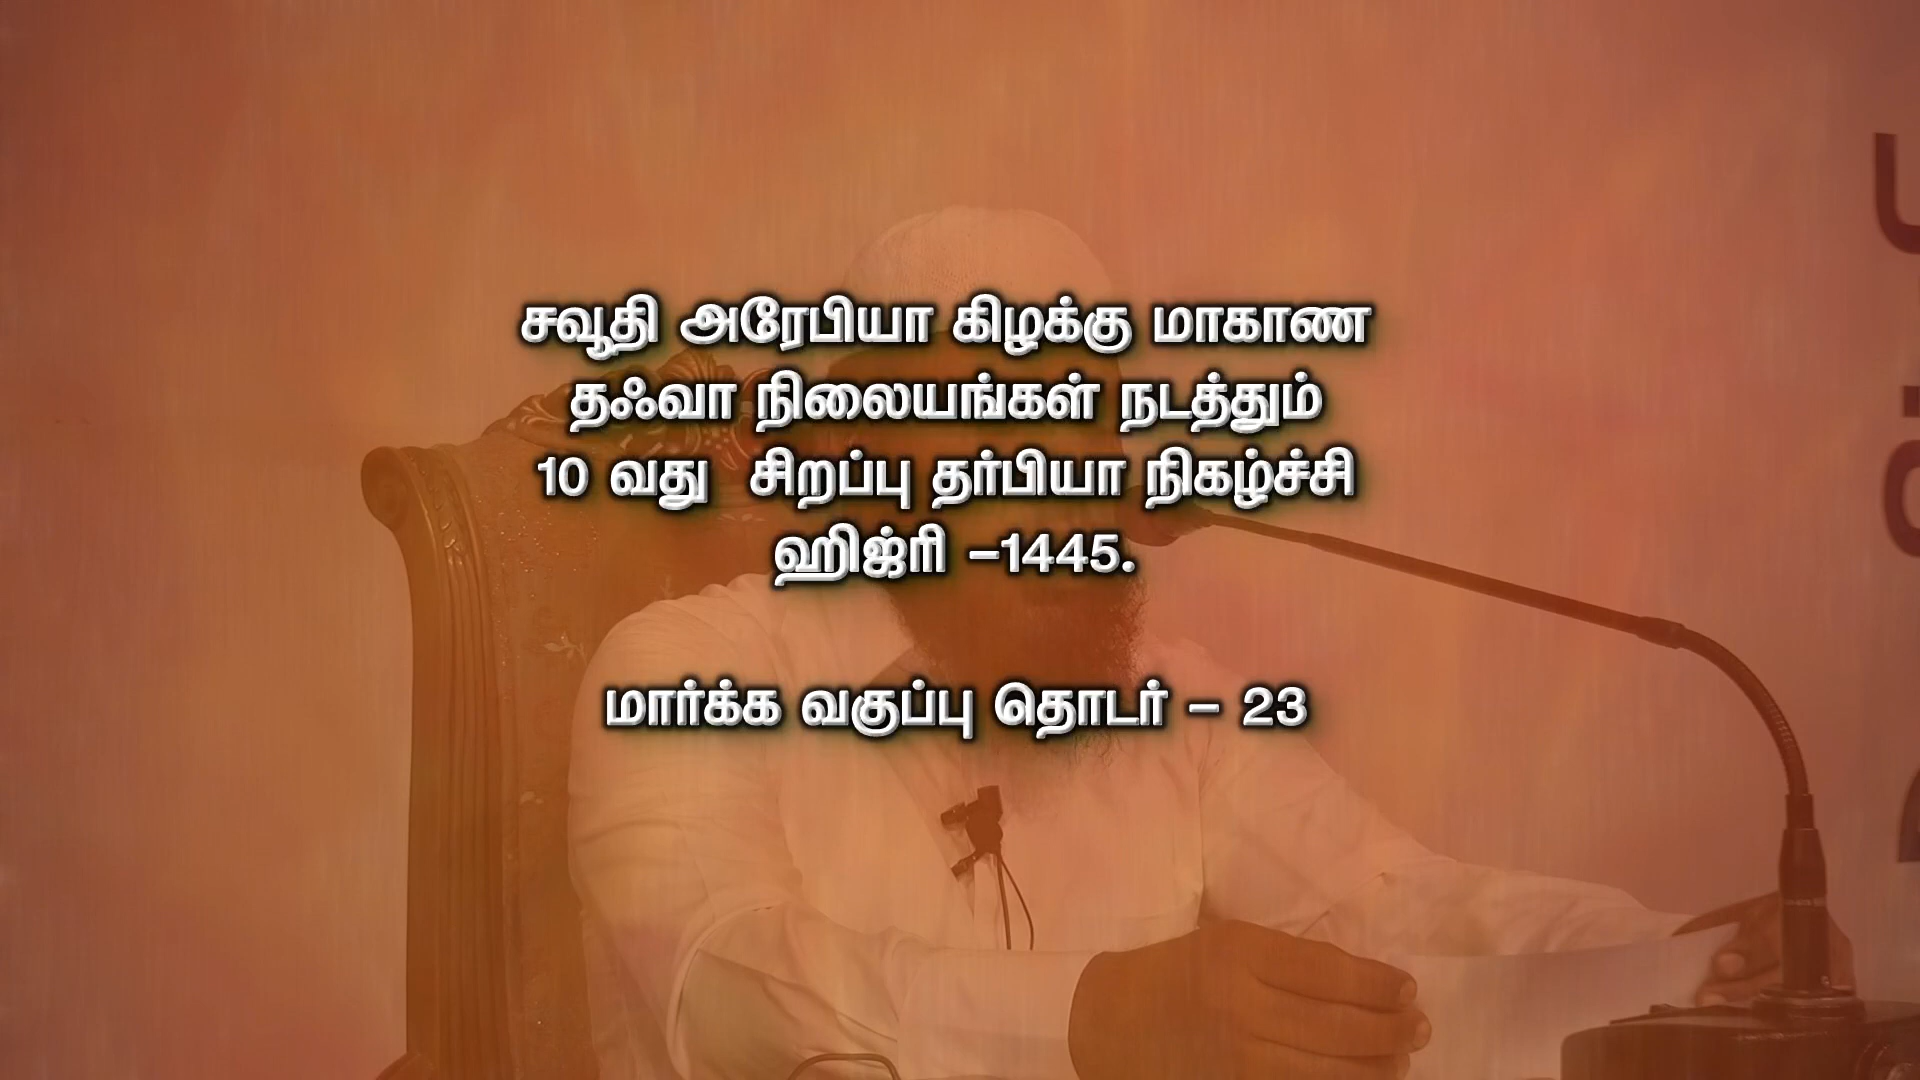 சவூதி அரேபியா கிழக்கு மாகாண
தஃவா நிலையங்கள் நடத்தும்
10 வது சிறப்பு தர்பியா நிகழ்ச்சி
ஹிஜ்ரி -1445.
மார்க்க வகுப்பு தொடர் - 23